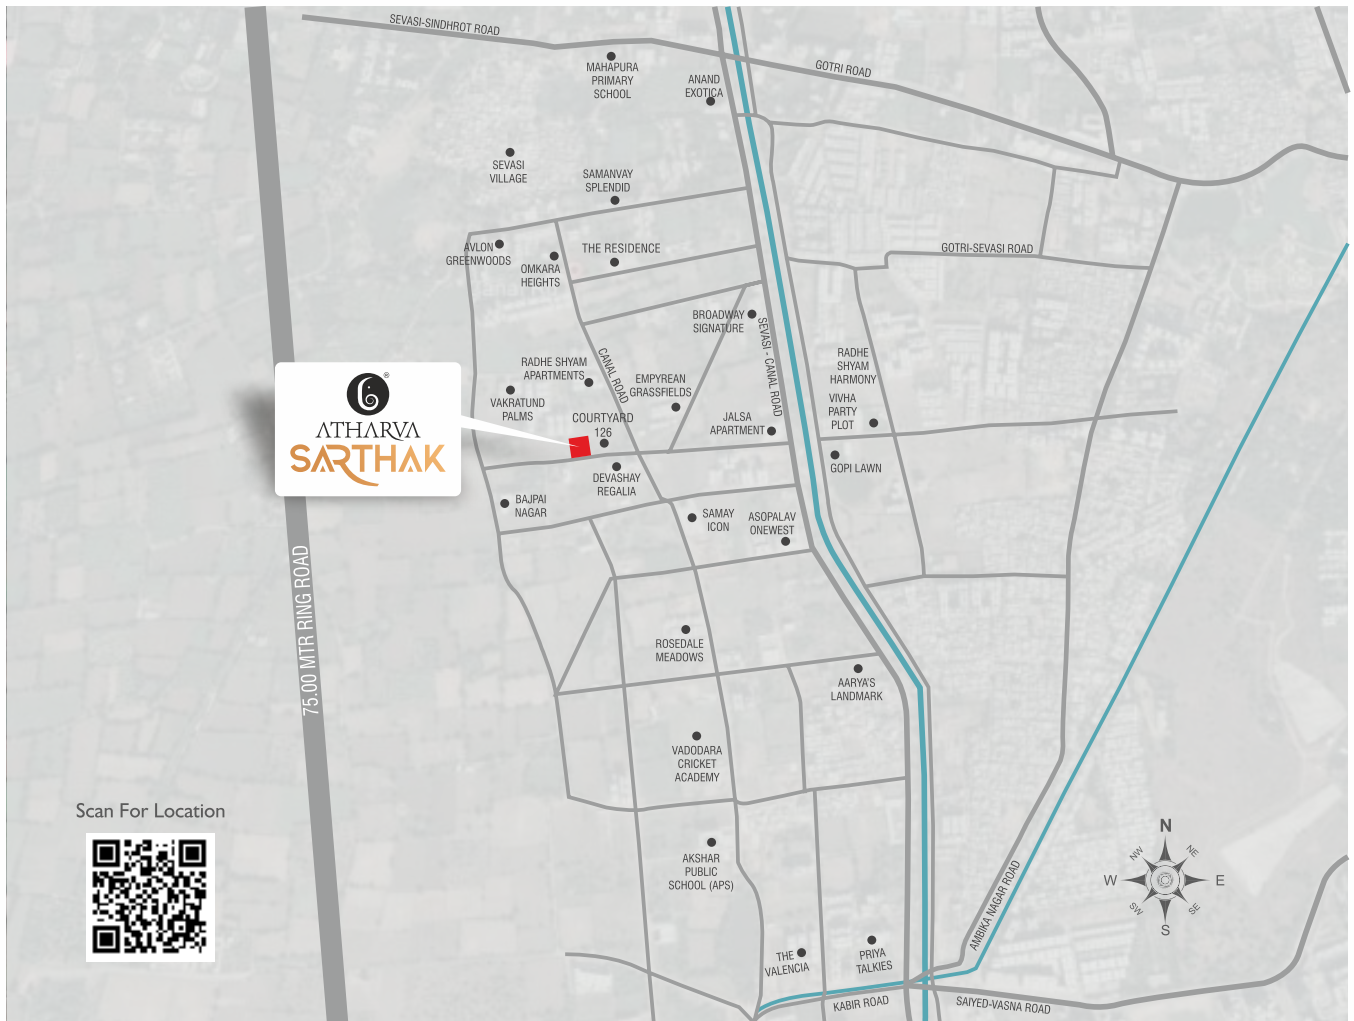 SEVASI-SINDHROT ROAD
MAHAPURA
PRIMARY
SCHOOL
ANAND
EXOTICA
GOTRI ROAD
SEVASI
VILLAGE
SAMANVAY
SPLENDID
AVLON
GREENWOODS
OMKARA
HEIGHTS
THE RESIDENCE
GOTRI-SEVASI ROAD
BROADWAY
SIGNATURE
SEVASI - CANAL ROAD
CANAL ROAD
RADHE SHYAM
APARTMENTS
EMPYREAN
GRASSFIELDS
RADHE
SHYAM
HARMONY
VAKRATUND
PALMS
COURTYARD
126
JALSA
APARTMENT
VIVHA
PARTY
PLOT
®
ATHARVA
SARTHAK
GOPI LAWN
DEVASHAY
REGALIA
BAJPAI
NAGAR
SAMAY
ICON
ASOPALAV
ONEWEST
75.00 MTR RING ROAD
ROSEDALE
MEADOWS
AARYA'S
LANDMARK
VADODARA
CRICKET
ACADEMY
Scan For Location
AKSHAR
PUBLIC
SCHOOL (APS)
N
NW
NE
W
E
SW
SE
S
AMBIKA NAGAR ROAD
THE
VALENCIA
PRIYA
TALKIES
KABIR ROAD
SAIYED-VASNA ROAD